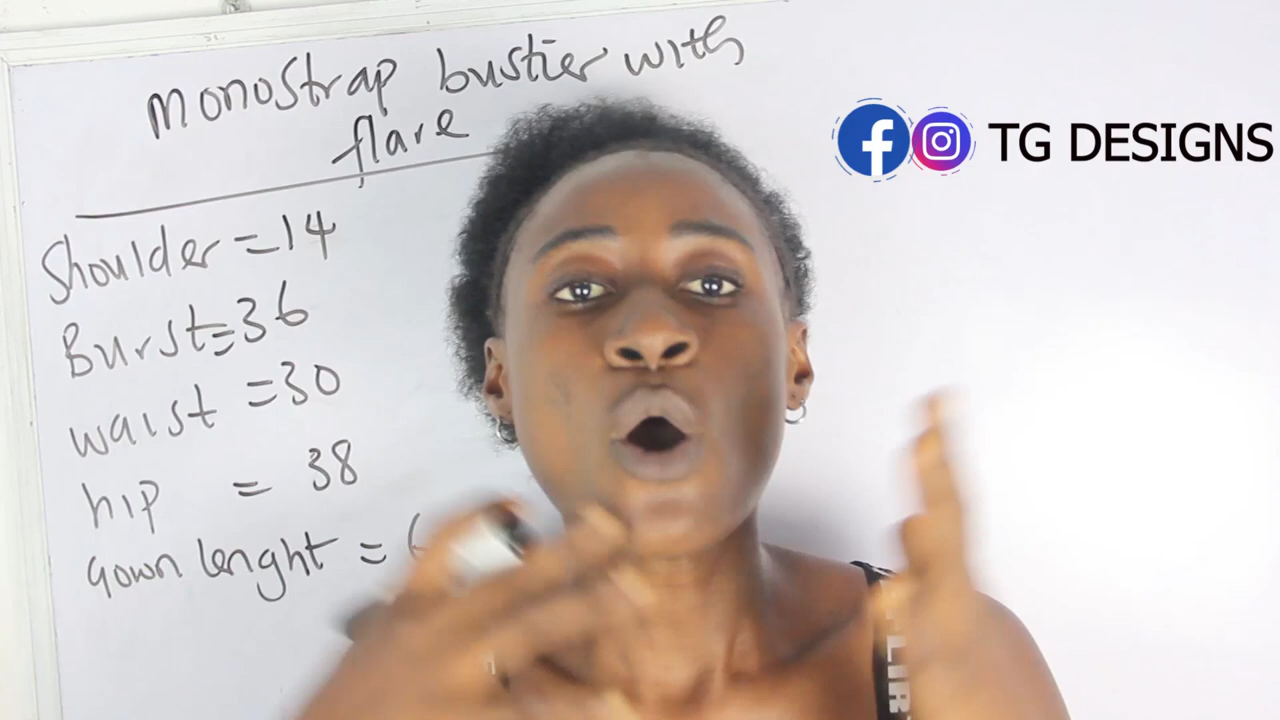 monostrap bustier with
flare
Shoulder = 14
Burst = 36
waist = 30
hip = 38
Gown lenght =
TG DESIGNS